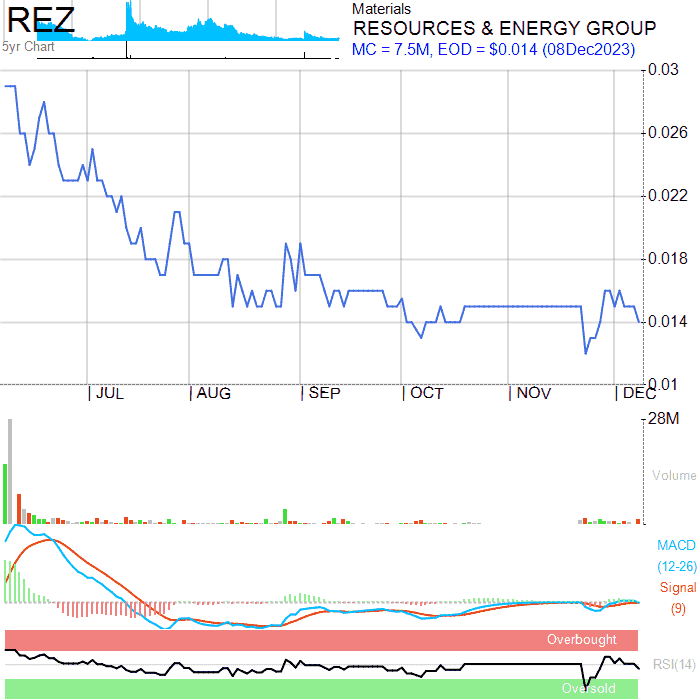 REZ
5yr Chart
Materials
RESOURCES & ENERGY GROUP
MC = 7.5M, EOD = $0.014 (08Dec2023)
0.03
0.026
0.022
0.018
0.014
0.01
JUL AUG SEP OCT NOV DEC
28M
Volume
MACD
(12-26)
Signal
(9)
Overbought
RSI(14)
Oversold